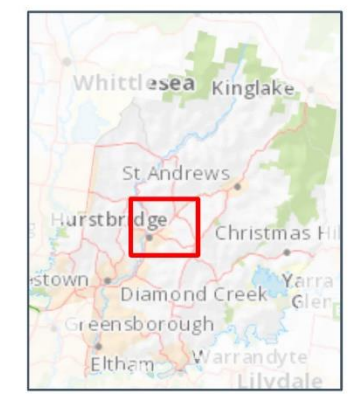 Whittlesea
Kinglake
St Andrews
Hurstbridge
Christmas Hi
stown
Diamond Creek
Yarra
Glen
Greensborough
Eltham
Warrandyte
Lilydale